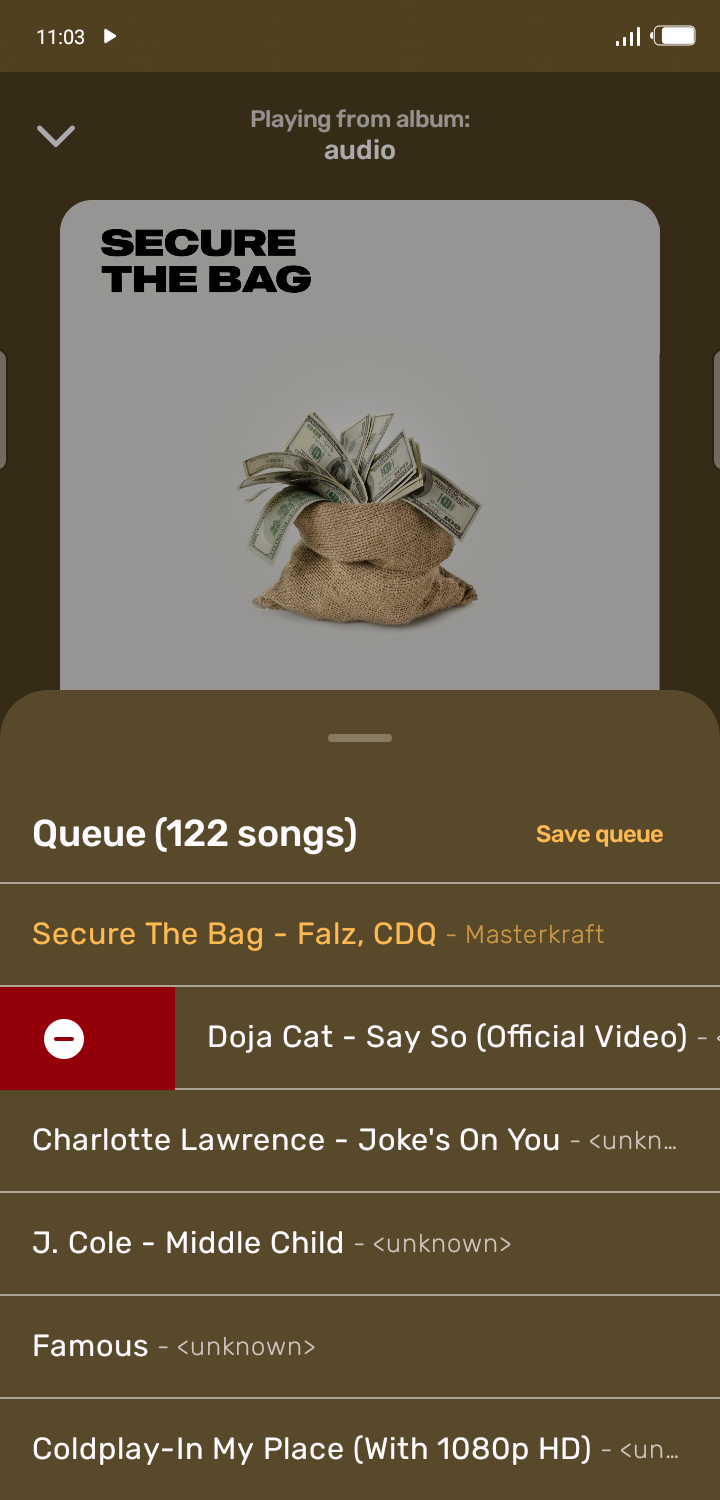 11:03
Playing from album:
audio
SECURE
THE BAG
Queue (122 songs)
Save queue
Secure The Bag - Falz, CDQ - Masterkraft
Doja Cat - Say So (Official Video) - <
Charlotte Lawrence - Joke's On You - <unkn...
J. Cole - Middle Child - <unknown>
Famous - <unknown>
Coldplay-In My Place (With 1080p HD) - <un...